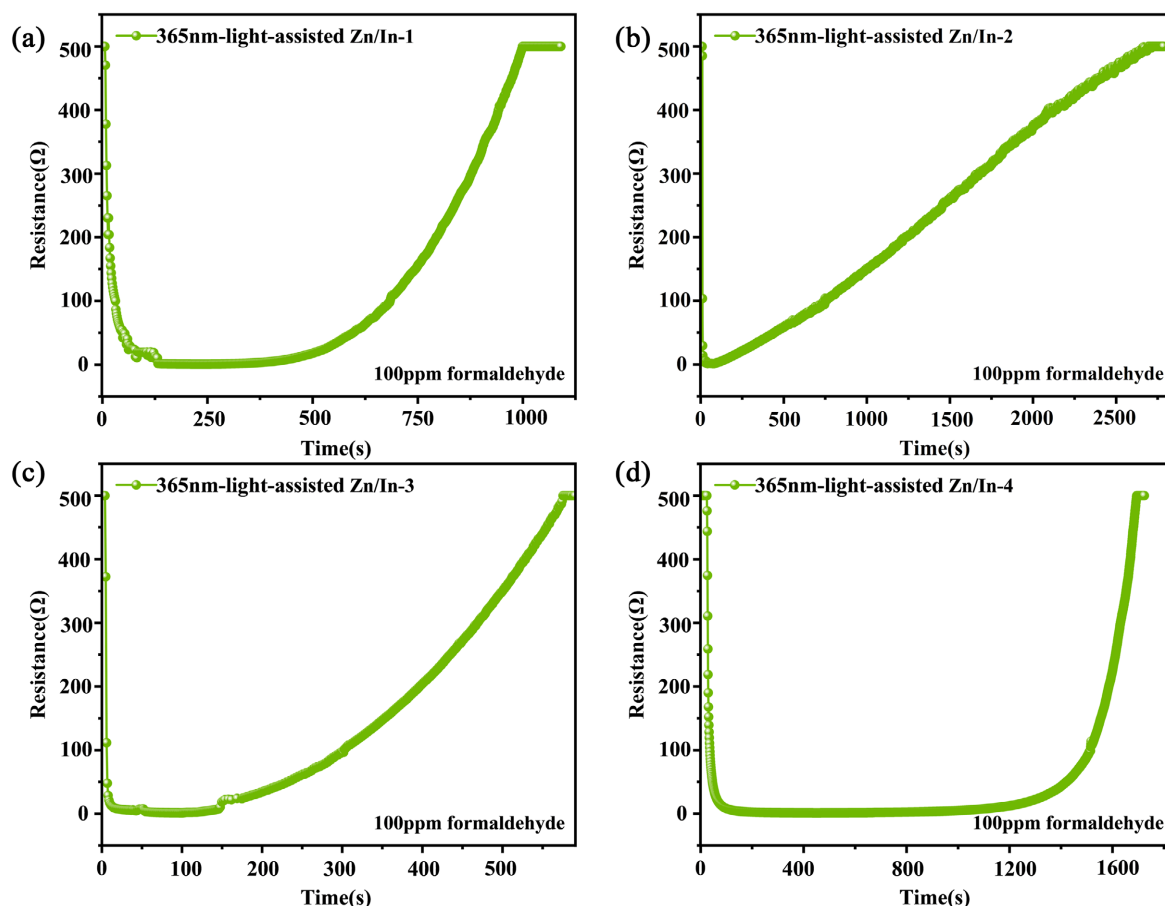 (a)
365nm-light-assisted Zn/In-1
500
400
300
200
100
0
Resistance(Ω)
100ppm formaldehyde
0 250 500 750 1000
Time(s)
(b)
365nm-light-assisted Zn/In-2
500
400
300
200
100
0
Resistance(Ω)
100ppm formaldehyde
0 500 1000 1500 2000 2500
Time(s)
(c)
365nm-light-assisted Zn/In-3
500
400
300
200
100
0
Resistance(Ω)
100ppm formaldehyde
0 100 200 300 400 500
Time(s)
(d)
365nm-light-assisted Zn/In-4
500
400
300
200
100
0
Resistance(Ω)
100ppm formaldehyde
0 400 800 1200 1600
Time(s)